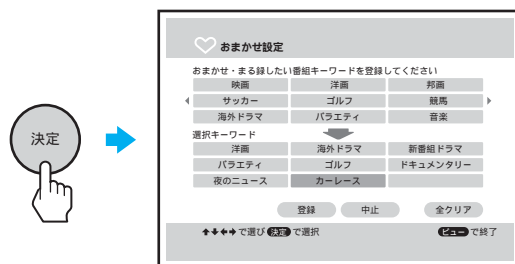 決定
おまかせ設定
おまかせ・まる録したい番組キーワードを登録してください
映画 洋画 邦画
サッカー ゴルフ 競馬
海外ドラマ バラエティ 音楽
選択キーワード
洋画 海外ドラマ 新番組ドラマ
バラエティ ゴルフ ドキュメンタリー
夜のニュース カーレース
登録 中止 全クリア
で選び 決定 で選択 ビュー で終了